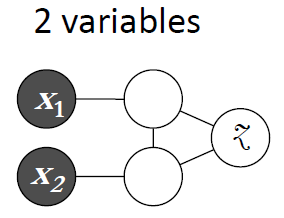 2 variables
x₁
z̃
x₂